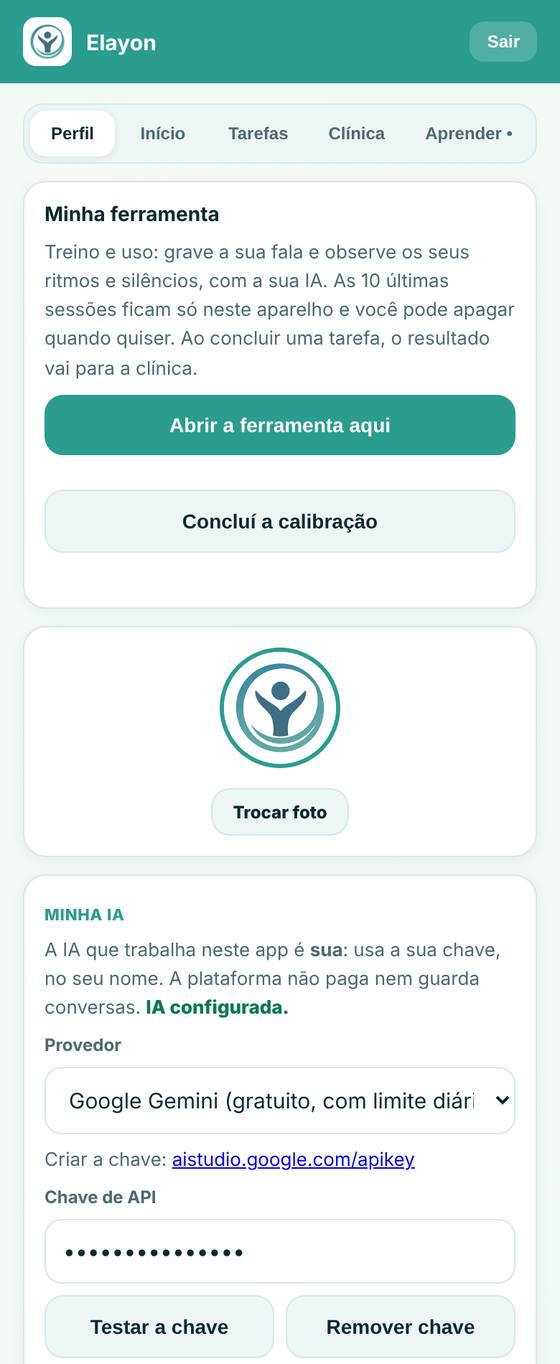 Elayon
Sair
Perfil
Início
Tarefas
Clínica
Aprender •
Minha ferramenta
Treino e uso: grave a sua fala e observe os seus
ritmos e silêncios, com a sua IA. As 10 últimas
sessões ficam só neste aparelho e você pode apagar
quando quiser. Ao concluir uma tarefa, o resultado
vai para a clínica.
Abrir a ferramenta aqui
Concluí a calibração
Trocar foto
MINHA IA
A IA que trabalha neste app é sua: usa a sua chave,
no seu nome. A plataforma não paga nem guarda
conversas. IA configurada.
Provedor
Google Gemini (gratuito, com limite diári
Criar a chave: aistudio.google.com/apikey
Chave de API
•••••••••••••••
Testar a chave
Remover chave